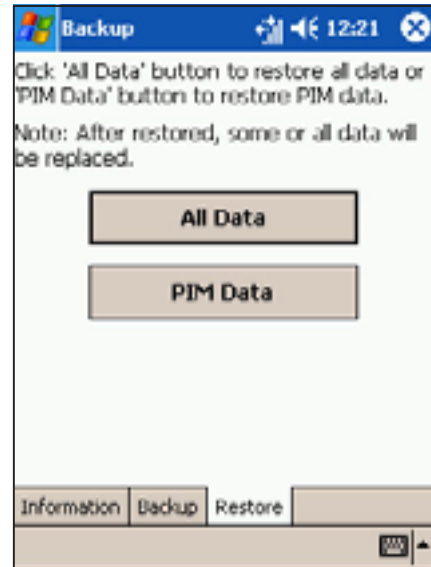 Backup 12:21
Click 'All Data' button to restore all data or
'PIM Data' button to restore PIM data.
Note: After restored, some or all data will
be replaced.
All Data
PIM Data
Information Backup Restore